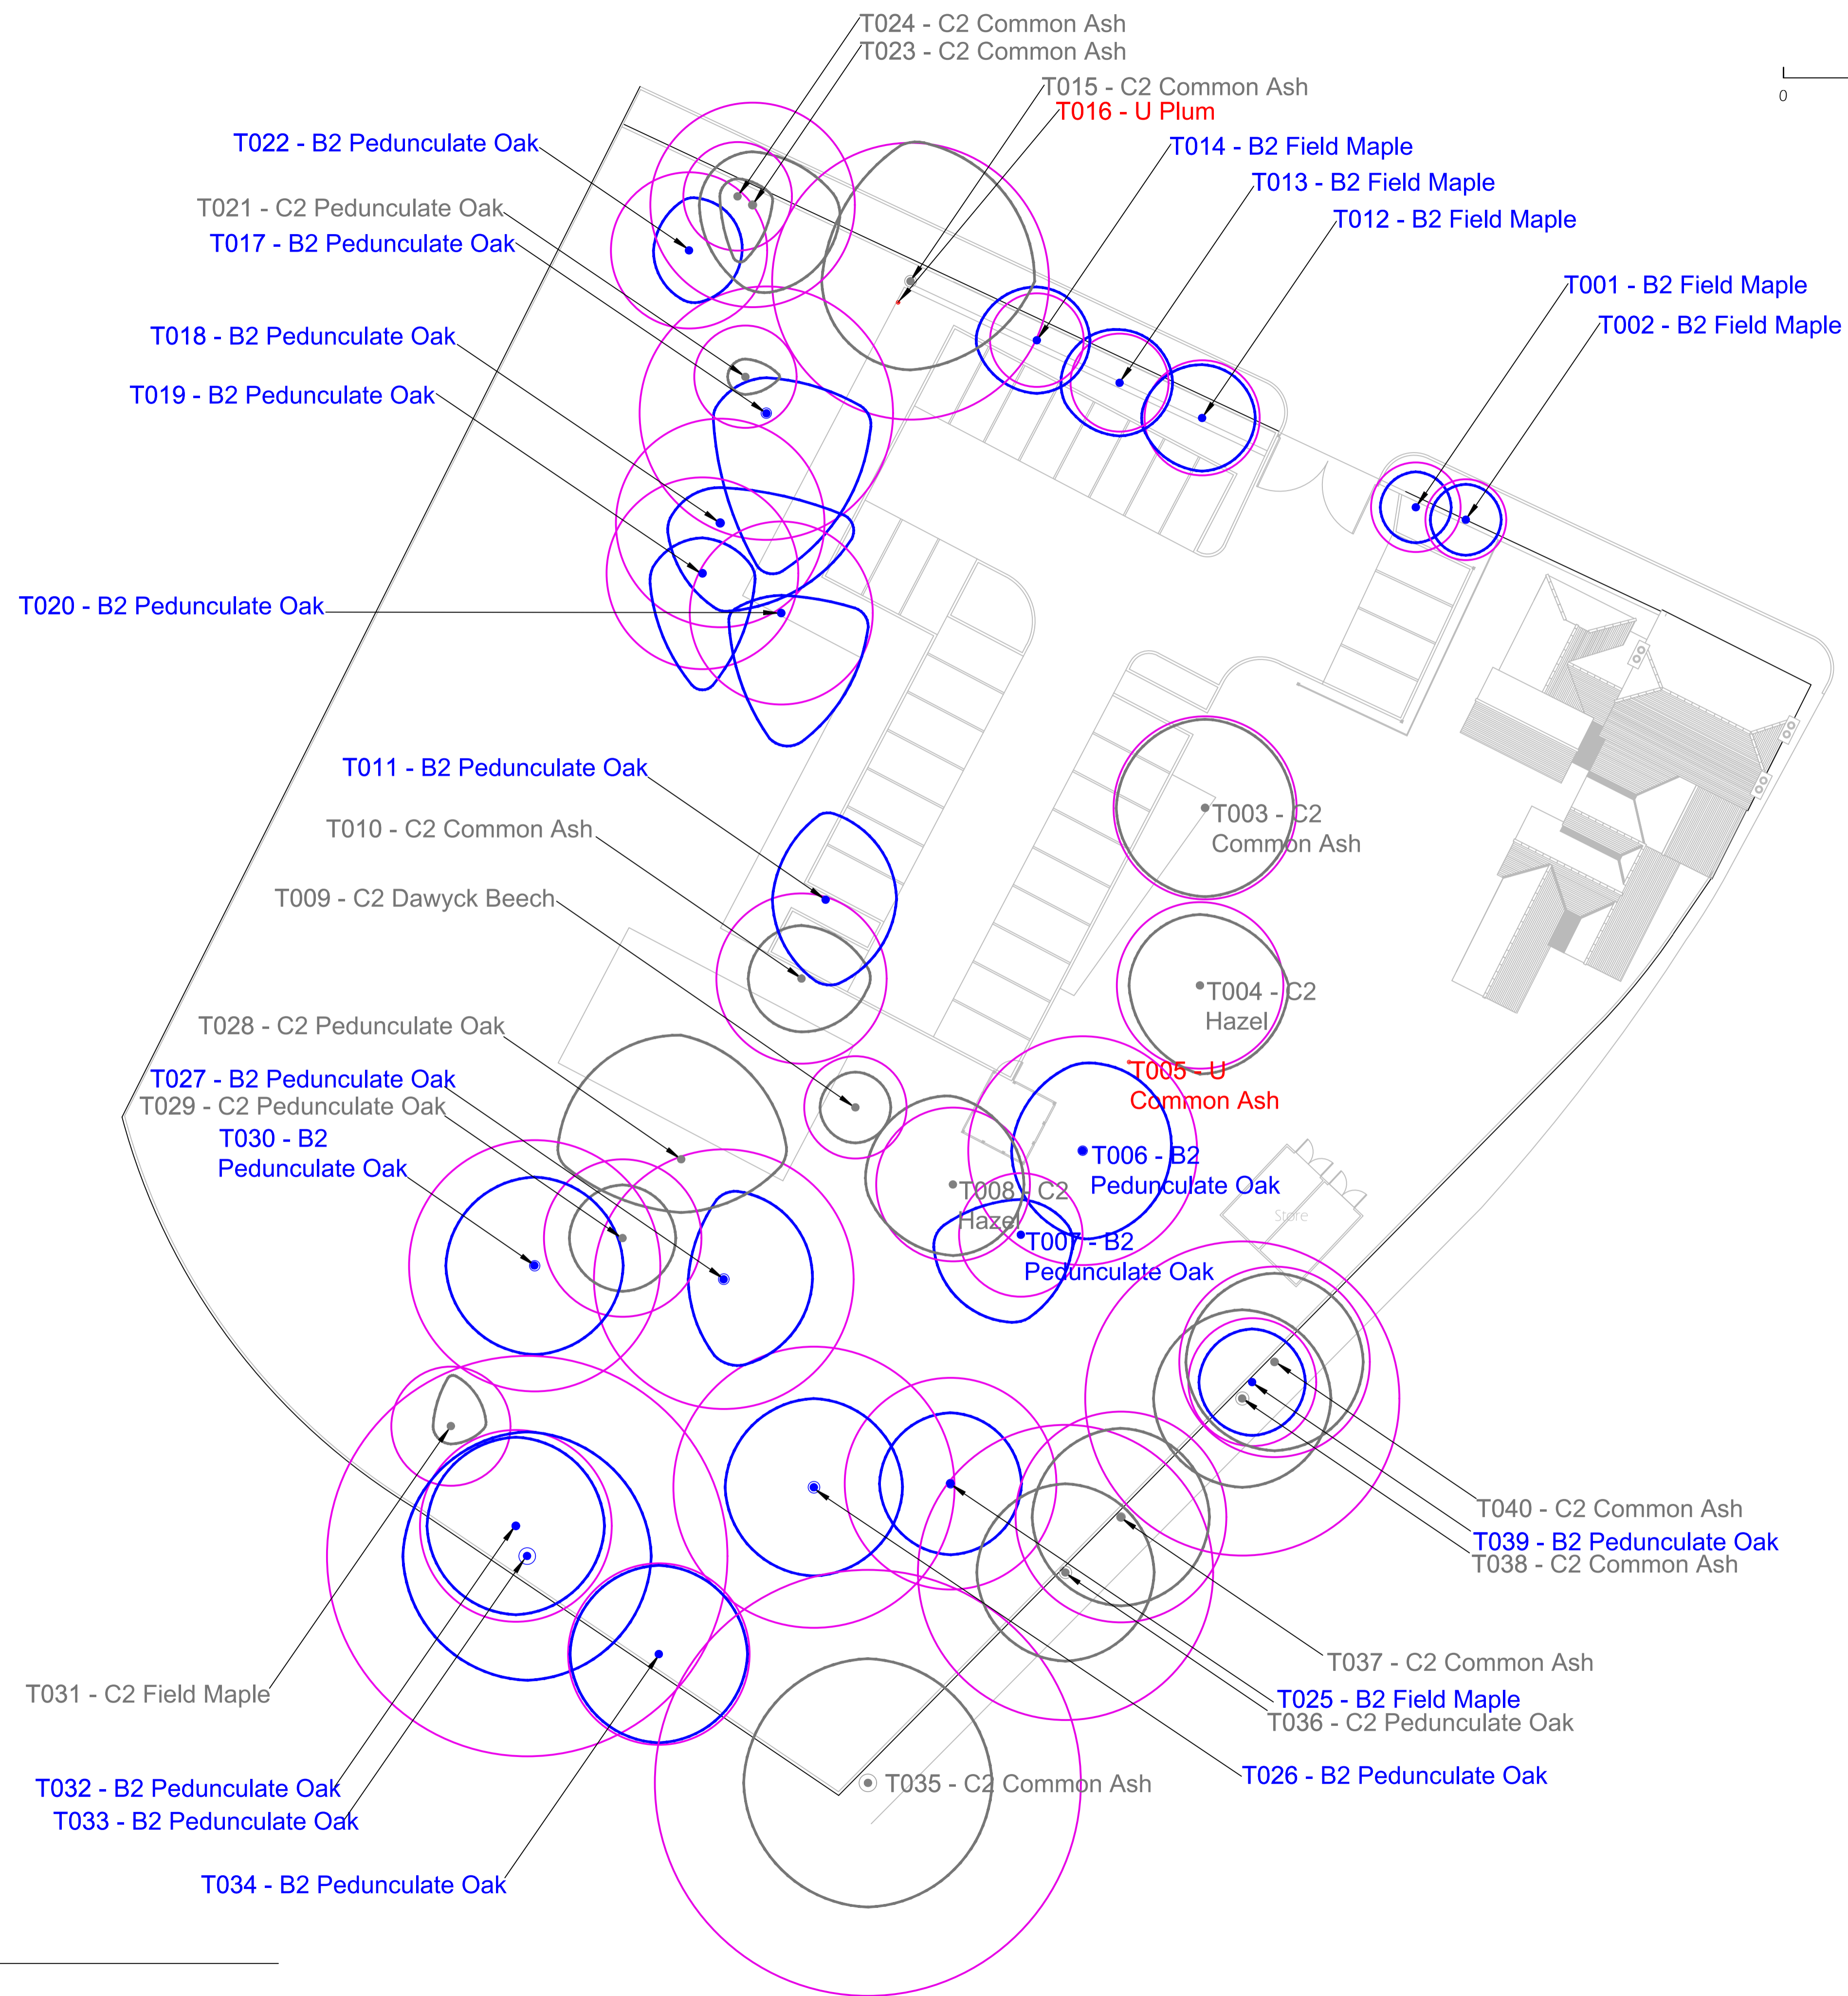 T024 - C2 Common Ash
T023 - C2 Common Ash
T015 - C2 Common Ash
0
T016 - U Plum
T022 - B2 Pedunculate Oak
T014 - B2 Field Maple
T013 - B2 Field Maple
T021 - C2 Pedunculate Oak
T012 - B2 Field Maple
T017 - B2 Pedunculate Oak
T001 - B2 Field Maple
T002 - B2 Field Maple
T018 - B2 Pedunculate Oak
T019 - B2 Pedunculate Oak
T020 - B2 Pedunculate Oak
T011 - B2 Pedunculate Oak
T003 - C2
Common Ash
T010 - C2 Common Ash
T009 - C2 Dawyck Beech
T004 - C2
Hazel
T028 - C2 Pedunculate Oak
T005 - U
Common Ash
T027 - B2 Pedunculate Oak
T029 - C2 Pedunculate Oak
T030 - B2
Pedunculate Oak
T006 - B2
Pedunculate Oak
T008 - C2
Hazel
Store
T007 - B2
Pedunculate Oak
T040 - C2 Common Ash
T039 - B2 Pedunculate Oak
T038 - C2 Common Ash
T037 - C2 Common Ash
T031 - C2 Field Maple
T025 - B2 Field Maple
T036 - C2 Pedunculate Oak
T026 - B2 Pedunculate Oak
T035 - C2 Common Ash
T032 - B2 Pedunculate Oak
T033 - B2 Pedunculate Oak
T034 - B2 Pedunculate Oak